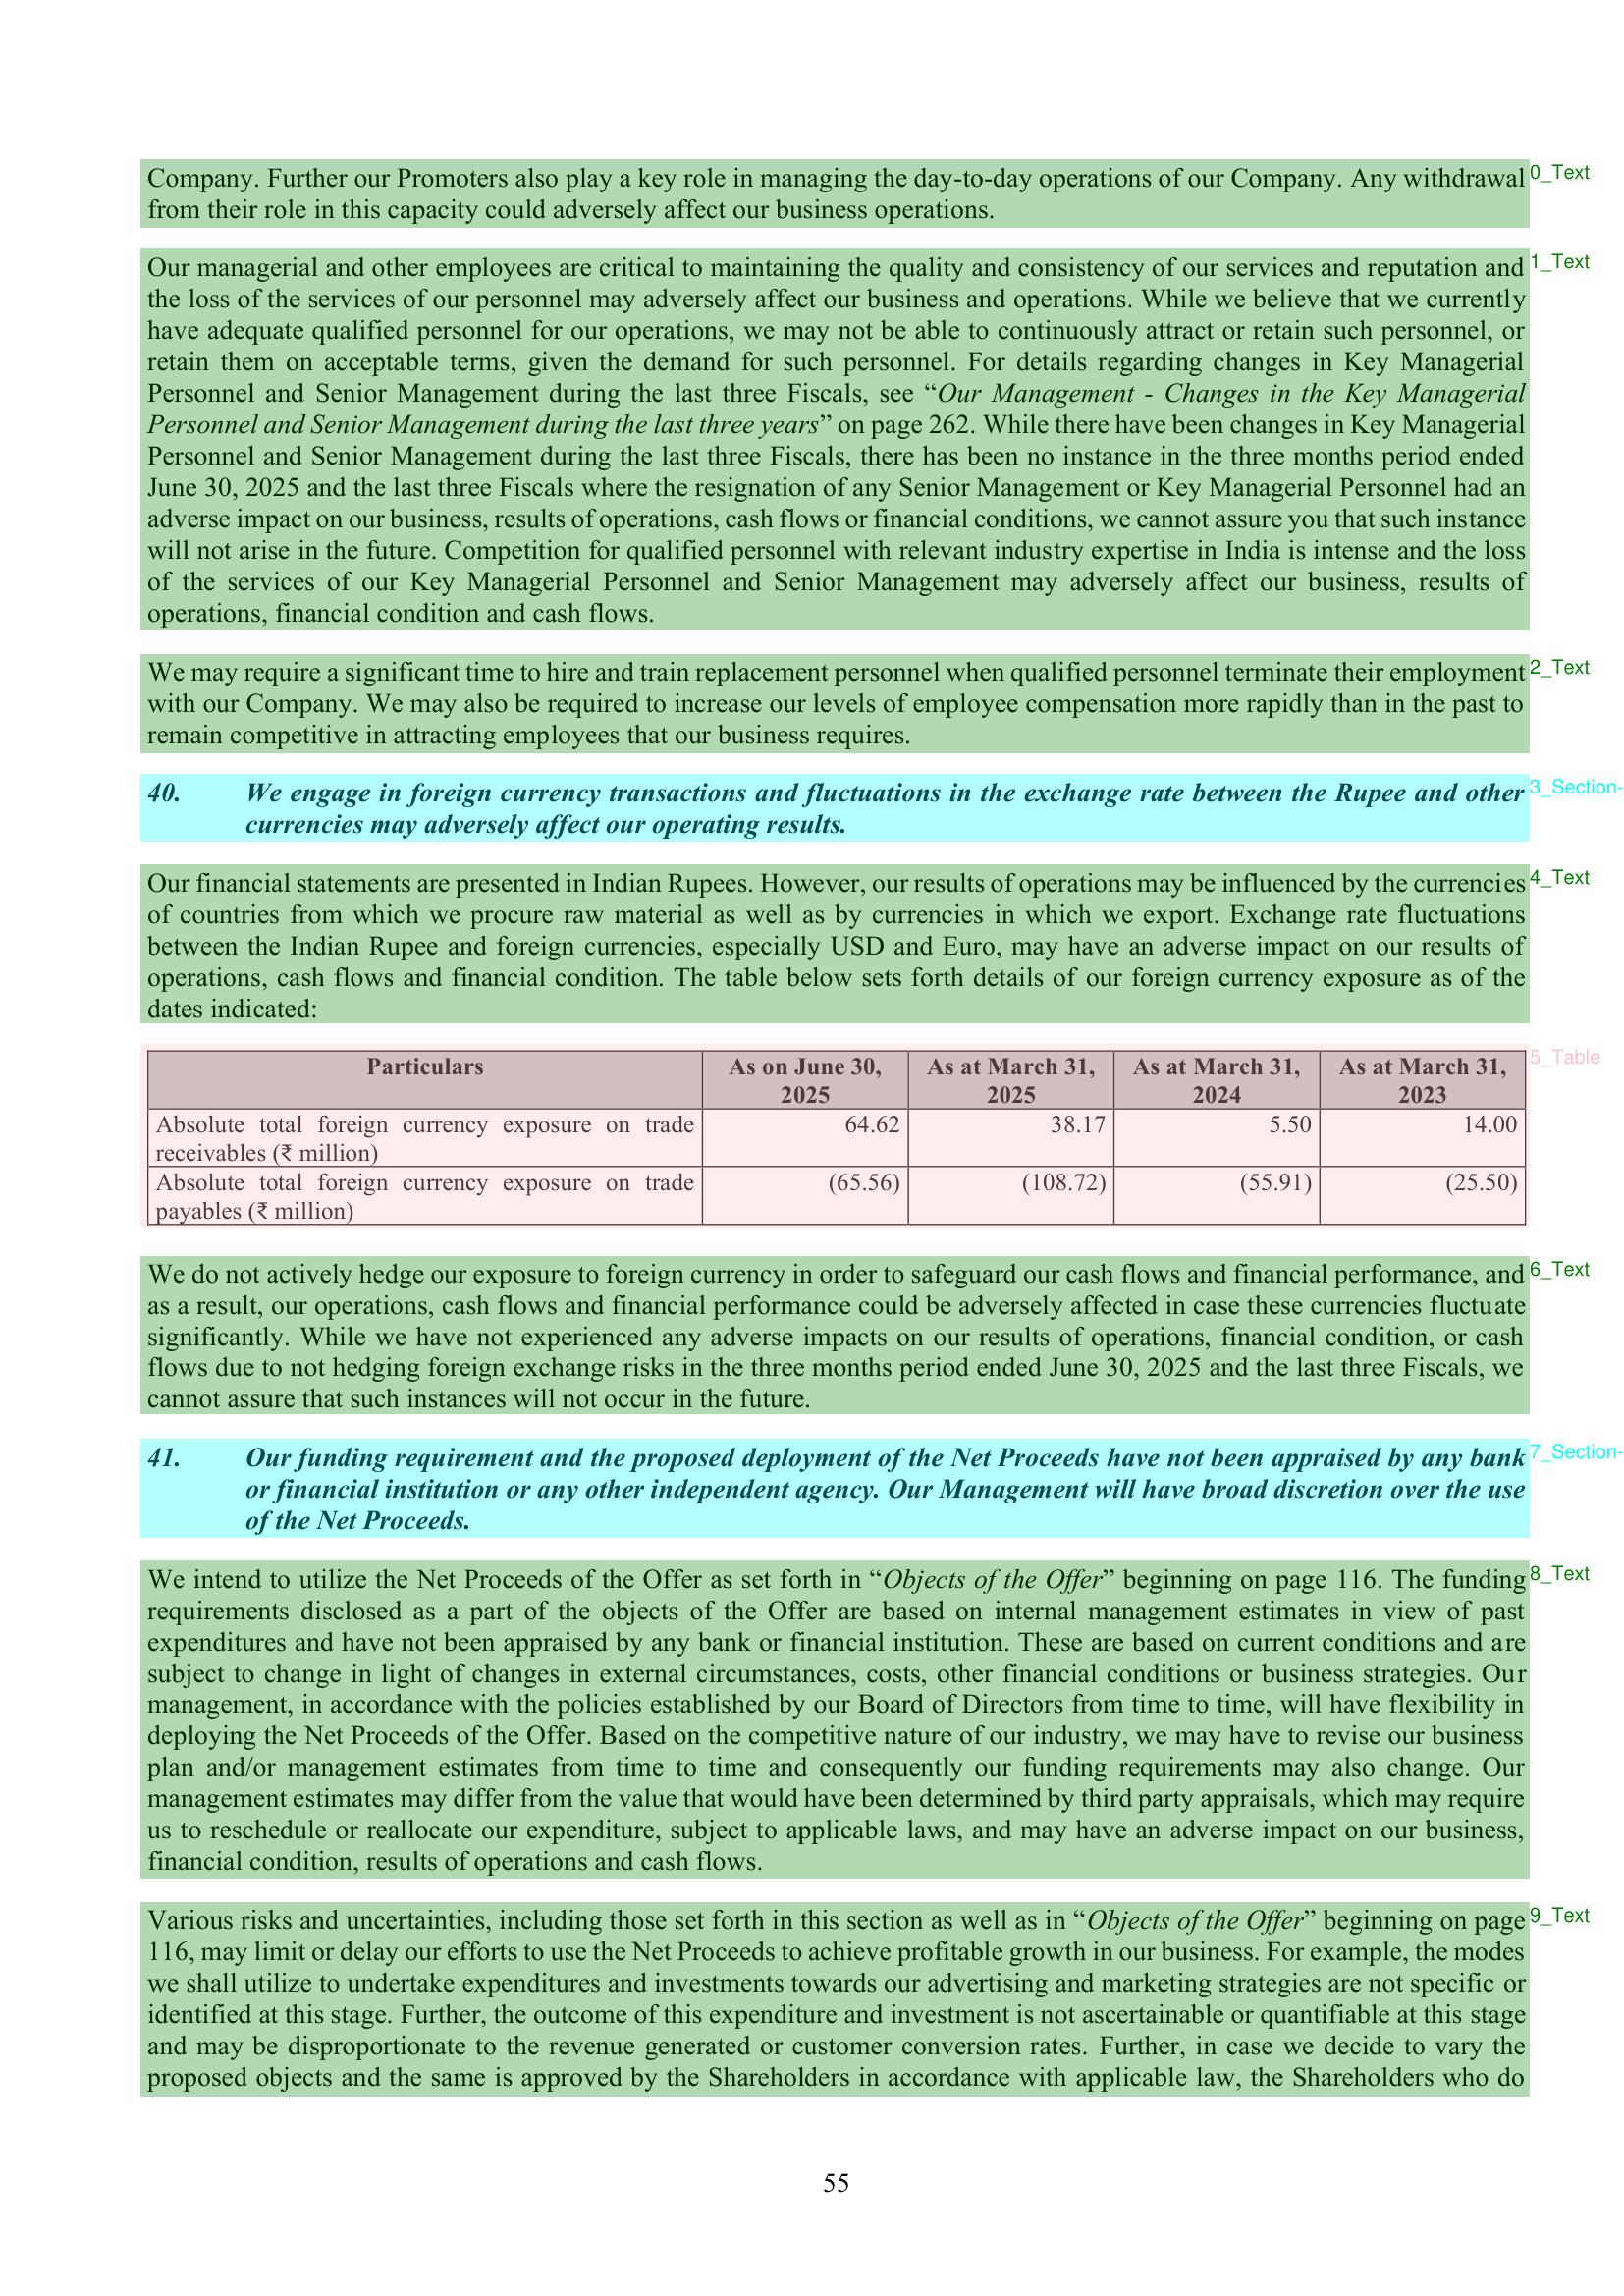 Company. Further our Promoters also play a key role in managing the day-to-day operations of our Company. Any withdrawal
from their role in this capacity could adversely affect our business operations.
0_Text
Our managerial and other employees are critical to maintaining the quality and consistency of our services and reputation and
the loss of the services of our personnel may adversely affect our business and operations. While we believe that we currently
have adequate qualified personnel for our operations, we may not be able to continuously attract or retain such personnel, or
retain them on acceptable terms, given the demand for such personnel. For details regarding changes in Key Managerial
Personnel and Senior Management during the last three Fiscals, see “Our Management - Changes in the Key Managerial
Personnel and Senior Management during the last three years” on page 262. While there have been changes in Key Managerial
Personnel and Senior Management during the last three Fiscals, there has been no instance in the three months period ended
June 30, 2025 and the last three Fiscals where the resignation of any Senior Management or Key Managerial Personnel had an
adverse impact on our business, results of operations, cash flows or financial conditions, we cannot assure you that such instance
will not arise in the future. Competition for qualified personnel with relevant industry expertise in India is intense and the loss
of the services of our Key Managerial Personnel and Senior Management may adversely affect our business, results of
operations, financial condition and cash flows.
1_Text
We may require a significant time to hire and train replacement personnel when qualified personnel terminate their employment
with our Company. We may also be required to increase our levels of employee compensation more rapidly than in the past to
remain competitive in attracting employees that our business requires.
2_Text
40. We engage in foreign currency transactions and fluctuations in the exchange rate between the Rupee and other
currencies may adversely affect our operating results.
3_Section-
Our financial statements are presented in Indian Rupees. However, our results of operations may be influenced by the currencies
of countries from which we procure raw material as well as by currencies in which we export. Exchange rate fluctuations
between the Indian Rupee and foreign currencies, especially USD and Euro, may have an adverse impact on our results of
operations, cash flows and financial condition. The table below sets forth details of our foreign currency exposure as of the
dates indicated:
4_Text
Particulars As on June 30, 2025 As at March 31, 2025 As at March 31, 2024 As at March 31, 2023
Absolute total foreign currency exposure on trade receivables (₹ million) 64.62 38.17 5.50 14.00
Absolute total foreign currency exposure on trade payables (₹ million) (65.56) (108.72) (55.91) (25.50)
5_Table
We do not actively hedge our exposure to foreign currency in order to safeguard our cash flows and financial performance, and
as a result, our operations, cash flows and financial performance could be adversely affected in case these currencies fluctuate
significantly. While we have not experienced any adverse impacts on our results of operations, financial condition, or cash
flows due to not hedging foreign exchange risks in the three months period ended June 30, 2025 and the last three Fiscals, we
cannot assure that such instances will not occur in the future.
6_Text
41. Our funding requirement and the proposed deployment of the Net Proceeds have not been appraised by any bank
or financial institution or any other independent agency. Our Management will have broad discretion over the use
of the Net Proceeds.
7_Section-
We intend to utilize the Net Proceeds of the Offer as set forth in “Objects of the Offer” beginning on page 116. The funding
requirements disclosed as a part of the objects of the Offer are based on internal management estimates in view of past
expenditures and have not been appraised by any bank or financial institution. These are based on current conditions and are
subject to change in light of changes in external circumstances, costs, other financial conditions or business strategies. Our
management, in accordance with the policies established by our Board of Directors from time to time, will have flexibility in
deploying the Net Proceeds of the Offer. Based on the competitive nature of our industry, we may have to revise our business
plan and/or management estimates from time to time and consequently our funding requirements may also change. Our
management estimates may differ from the value that would have been determined by third party appraisals, which may require
us to reschedule or reallocate our expenditure, subject to applicable laws, and may have an adverse impact on our business,
financial condition, results of operations and cash flows.
8_Text
Various risks and uncertainties, including those set forth in this section as well as in “Objects of the Offer” beginning on page
116, may limit or delay our efforts to use the Net Proceeds to achieve profitable growth in our business. For example, the modes
we shall utilize to undertake expenditures and investments towards our advertising and marketing strategies are not specific or
identified at this stage. Further, the outcome of this expenditure and investment is not ascertainable or quantifiable at this stage
and may be disproportionate to the revenue generated or customer conversion rates. Further, in case we decide to vary the
proposed objects and the same is approved by the Shareholders in accordance with applicable law, the Shareholders who do
9_Text
55